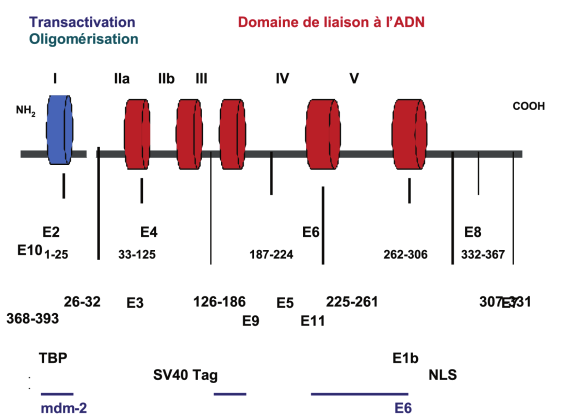 Transactivation
Oligomérisation
Domaine de liaison à l'ADN
I IIa IIb III IV V
NH2 COOH
E2 E4 E6 E8
E10 1-25 33-125 187-224 262-306 332-367
26-32 E3 126-186 E5 225-261 307-331 E7
368-393 E9 E11
TBP E1b
SV40 Tag NLS
mdm-2 E6